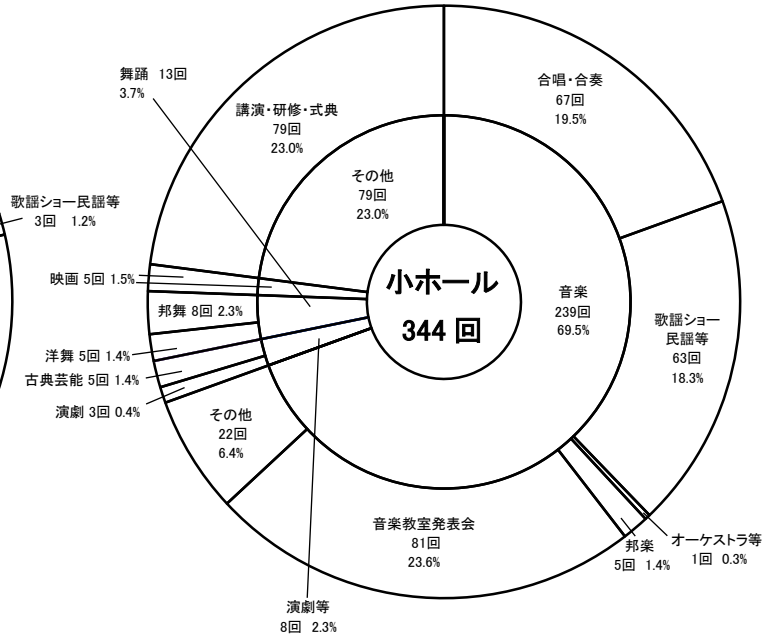 歌謡ショー民謡等
3回 1.2%
小ホール
344 回
音楽
239回
69.5%
合唱・合奏
67回
19.5%
歌謡ショー
民謡等
63回
18.3%
オーケストラ等
1回 0.3%
邦楽
5回 1.4%
音楽教室発表会
81回
23.6%
その他
22回
6.4%
演劇等
8回 2.3%
演劇 3回 0.4%
古典芸能 5回 1.4%
洋舞 5回 1.4%
邦舞 8回 2.3%
舞踊 13回
3.7%
映画 5回 1.5%
その他
79回
23.0%
講演・研修・式典
79回
23.0%